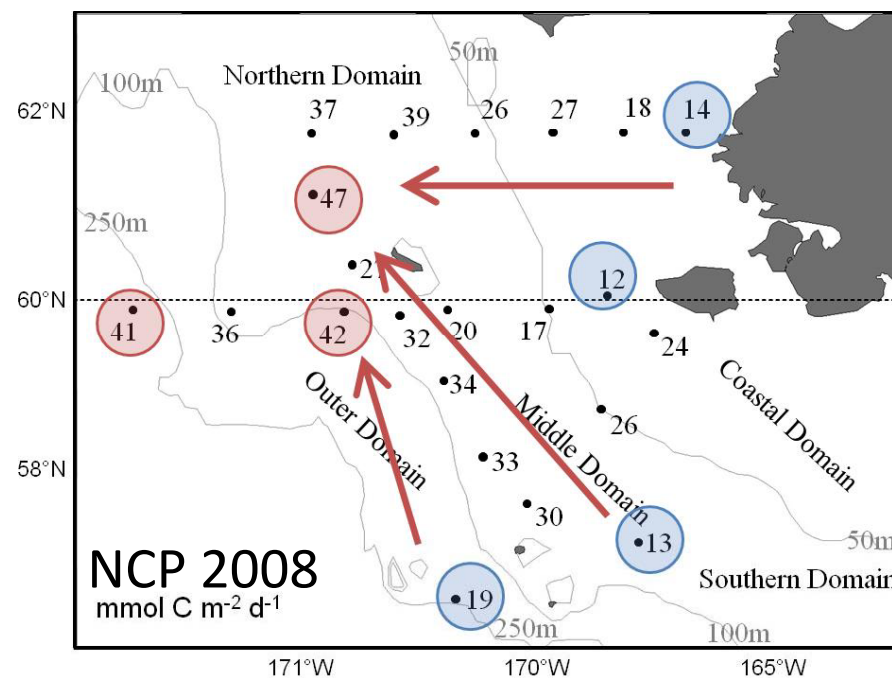 50m
Northern Domain
100m
62°N
37
39
26
27
18
14
47
250m
12
60°N
41
36
42
32
20
17
24
34
Outer Domain
Middle Domain
Coastal Domain
26
58°N
33
30
13
50m
NCP 2008
mmol C m⁻² d⁻¹
19
Southern Domain
250m
100m
171°W
170°W
165°W